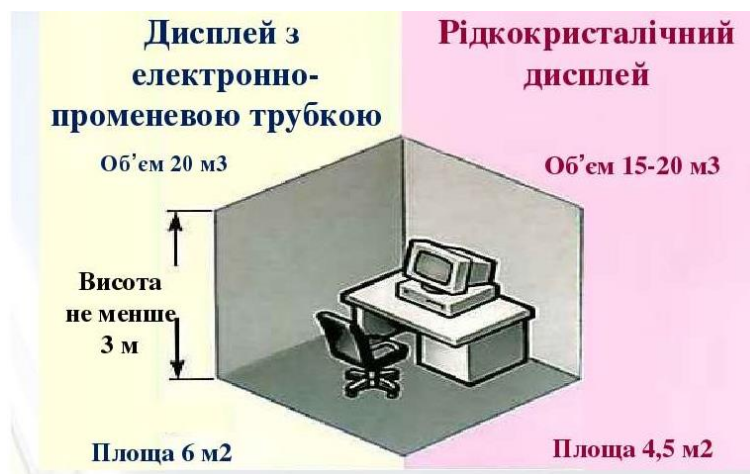 Дисплей з
електронно-
променевою трубкою
Об'єм 20 м3
Рідкокристалічний
дисплей
Об'єм 15-20 м3
Висота
не менше
3 м
Площа 6 м2
Площа 4,5 м2